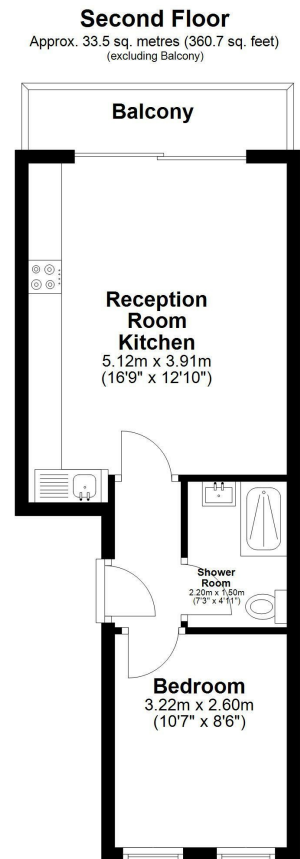 Second Floor
Approx. 33.5 sq. metres (360.7 sq. feet)
(excluding Balcony)
Balcony
Reception
Room
Kitchen
5.12m x 3.91m
(16'9" x 12'10")
Shower
Room
2.20m x 1.50m
(7'3" x 4'11")
Bedroom
3.22m x 2.60m
(10'7" x 8'6")